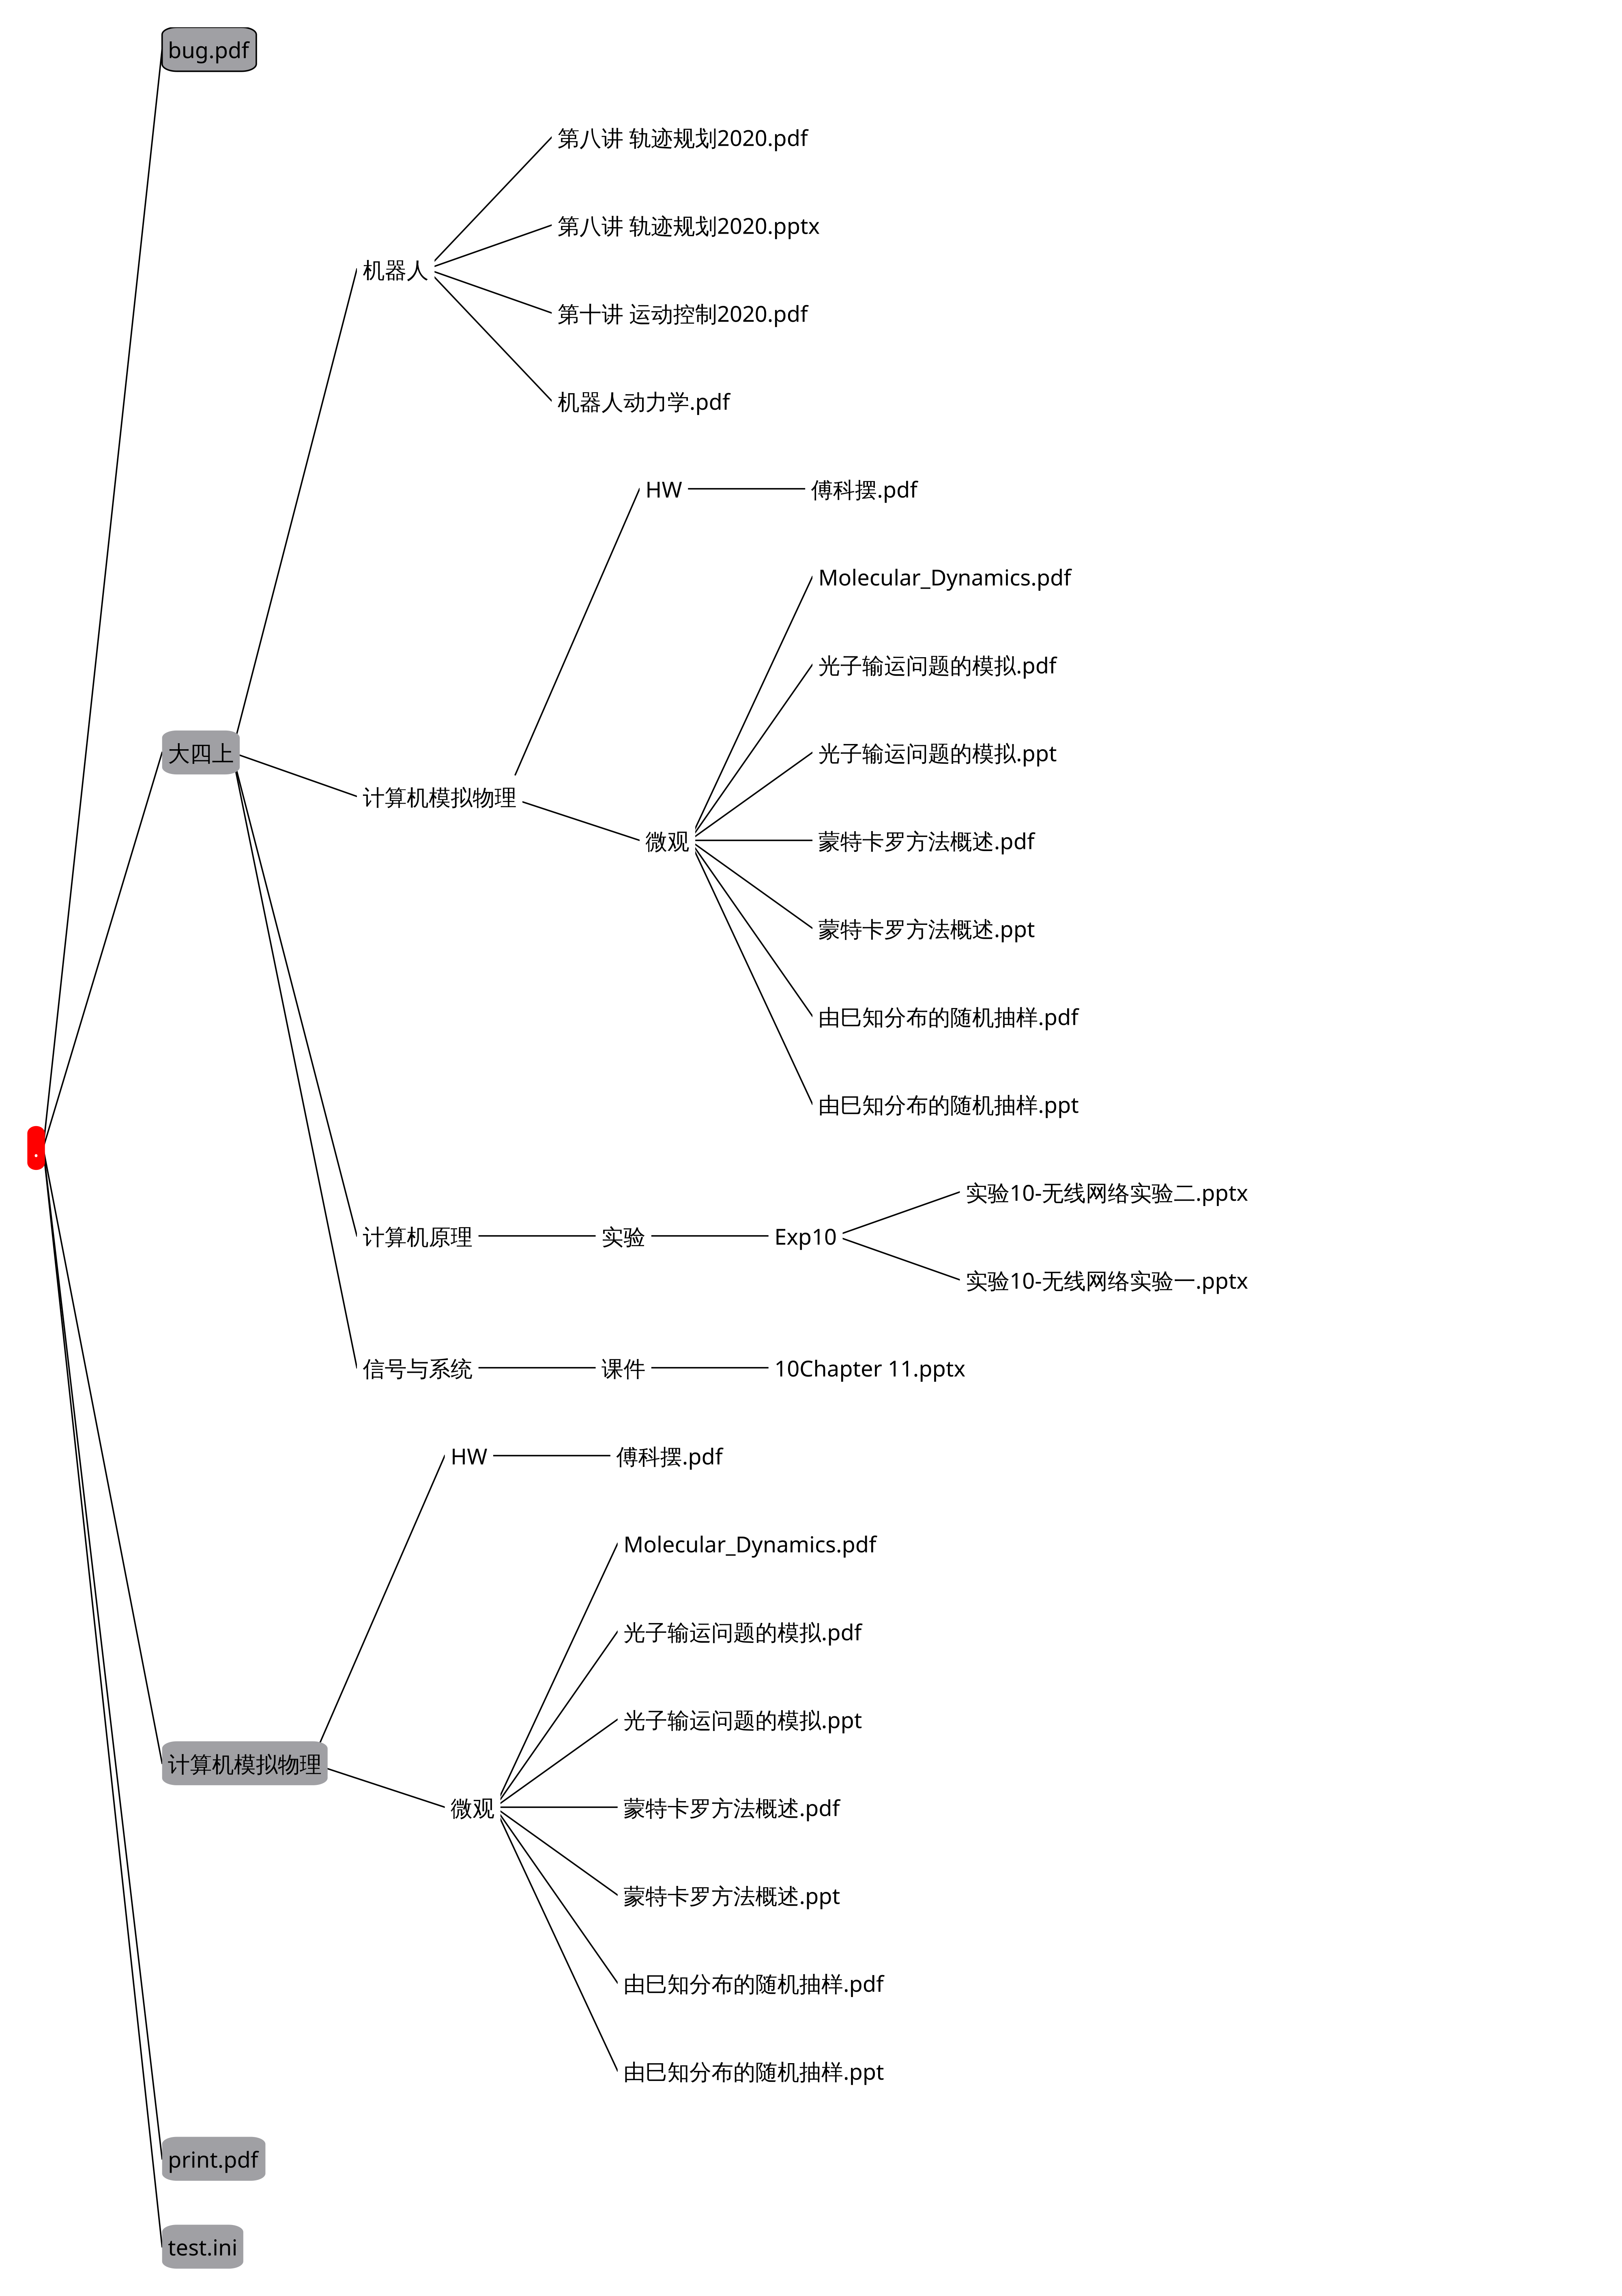 bug.pdf
第八讲 轨迹规划2020.pdf
第八讲 轨迹规划2020.pptx
机器人
第十讲 运动控制2020.pdf
机器人动力学.pdf
HW
傅科摆.pdf
Molecular_Dynamics.pdf
光子输运问题的模拟.pdf
大四上
光子输运问题的模拟.ppt
计算机模拟物理
微观
蒙特卡罗方法概述.pdf
蒙特卡罗方法概述.ppt
由巳知分布的随机抽样.pdf
由巳知分布的随机抽样.ppt
.
实验10-无线网络实验二.pptx
计算机原理
实验
Exp10
实验10-无线网络实验一.pptx
信号与系统
课件
10Chapter 11.pptx
HW
傅科摆.pdf
Molecular_Dynamics.pdf
光子输运问题的模拟.pdf
光子输运问题的模拟.ppt
计算机模拟物理
微观
蒙特卡罗方法概述.pdf
蒙特卡罗方法概述.ppt
由巳知分布的随机抽样.pdf
由巳知分布的随机抽样.ppt
print.pdf
test.ini